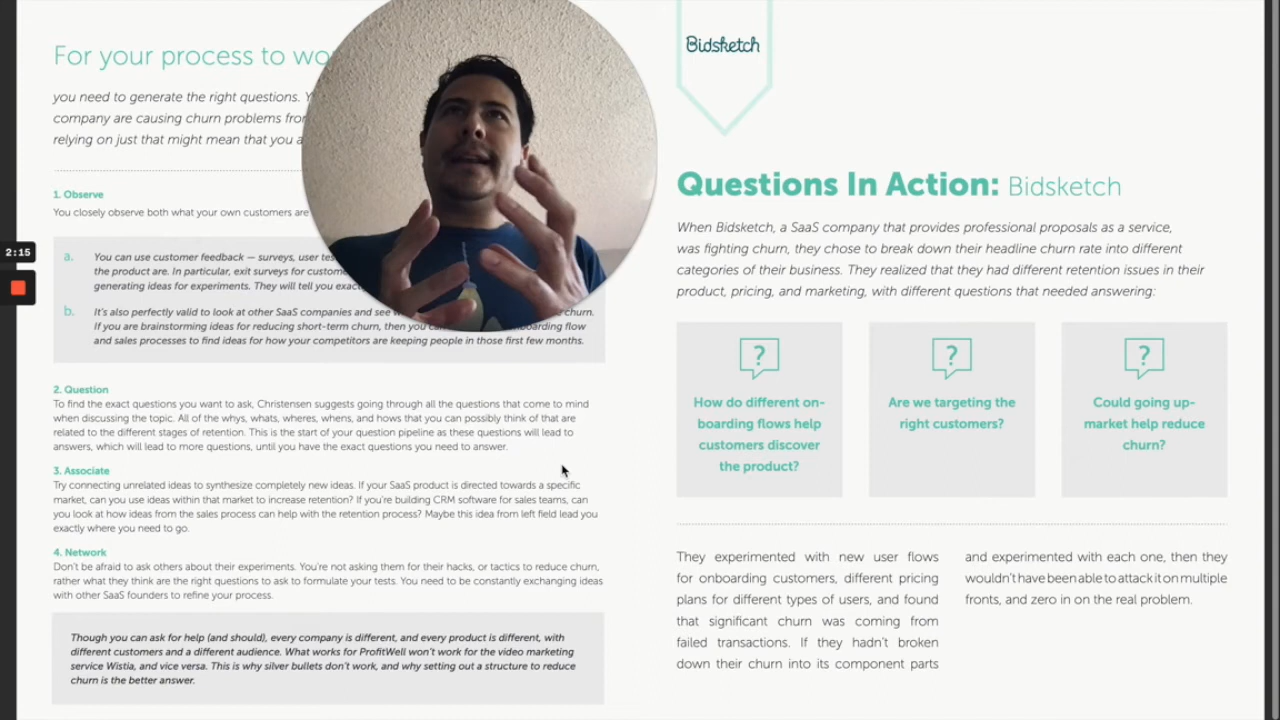 For your process to wo
you need to generate the right questions.
company are causing churn problems
relying on just that might mean that you a
1. Observe
You closely observe both what your own customers are
a. You can use customer feedback — surveys, user
the product are. In particular, exit surveys for
generating ideas for experiments. They will tell you
b. It's also perfectly valid to look at other SaaS companies and see churn.
If you are brainstorming ideas for reducing short-term churn, then you flow
and sales processes to find ideas for how your competitors are keeping people in those first few months.
2. Question
To find the exact questions you want to ask, Christensen suggests going through all the questions that come to mind
when discussing the topic. All of the whys, whats, wheres, whens, and hows that you can possibly think of that are
related to the different stages of retention. This is the start of your question pipeline as these questions will lead to
answers, which will lead to more questions, until you have the exact questions you need to answer.
3. Associate
Try connecting unrelated ideas to synthesize completely new ideas. If your SaaS product is directed towards a specific
market, can you use ideas within that market to increase retention? If you're building CRM software for sales teams, can
you look at how ideas from the sales process can help with the retention process? Maybe this idea from left field lead you
exactly where you need to go.
4. Network
Don't be afraid to ask others about their experiments. You're not asking them for their hacks, or tactics to reduce churn,
rather what they think are the right questions to ask to formulate your tests. You need to be constantly exchanging ideas
with other SaaS founders to refine your process.
Though you can ask for help (and should), every company is different, and every product is different, with
different customers and a different audience. What works for ProfitWell won't work for the video marketing
service Wistia, and vice versa. This is why silver bullets don't work, and why setting out a structure to reduce
churn is the better answer.
2:15
Bidsketch
Questions In Action: Bidsketch
When Bidsketch, a SaaS company that provides professional proposals as a service,
was fighting churn, they chose to break down their headline churn rate into different
categories of their business. They realized that they had different retention issues in their
product, pricing, and marketing, with different questions that needed answering:
?
How do different on-
boarding flows help
customers discover
the product?
?
Are we targeting the
right customers?
?
Could going up-
market help reduce
churn?
They experimented with new user flows
for onboarding customers, different pricing
plans for different types of users, and found
that significant churn was coming from
failed transactions. If they hadn't broken
down their churn into its component parts
and experimented with each one, then they
wouldn't have been able to attack it on multiple
fronts, and zero in on the real problem.